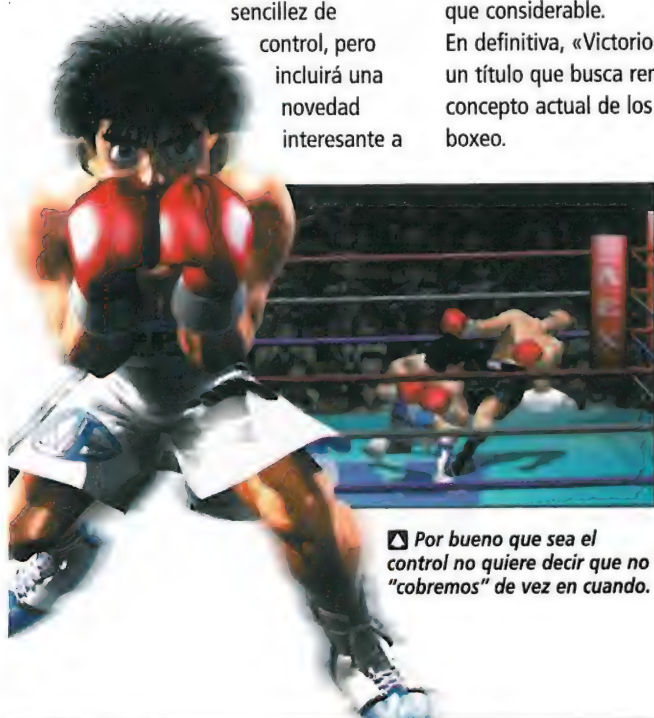 sencillez de
control, pero
incluirá una
novedad
interesante a
que considerable.
En definitiva, «Victorio
un título que busca
concepto actual de los
boxeo.
Por bueno que sea el
control no quiere decir que no
"cobremos" de vez en cuando.